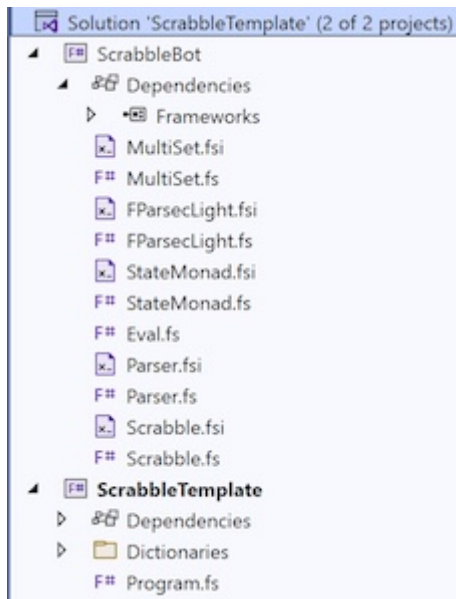 Solution 'ScrabbleTemplate' (2 of 2 projects)
F# ScrabbleBot
Dependencies
Frameworks
MultiSet.fsi
F# MultiSet.fs
FParsecLight.fsi
F# FParsecLight.fs
StateMonad.fsi
F# StateMonad.fs
F# Eval.fs
Parser.fsi
F# Parser.fs
Scrabble.fsi
F# Scrabble.fs
F# ScrabbleTemplate
Dependencies
Dictionaries
F# Program.fs